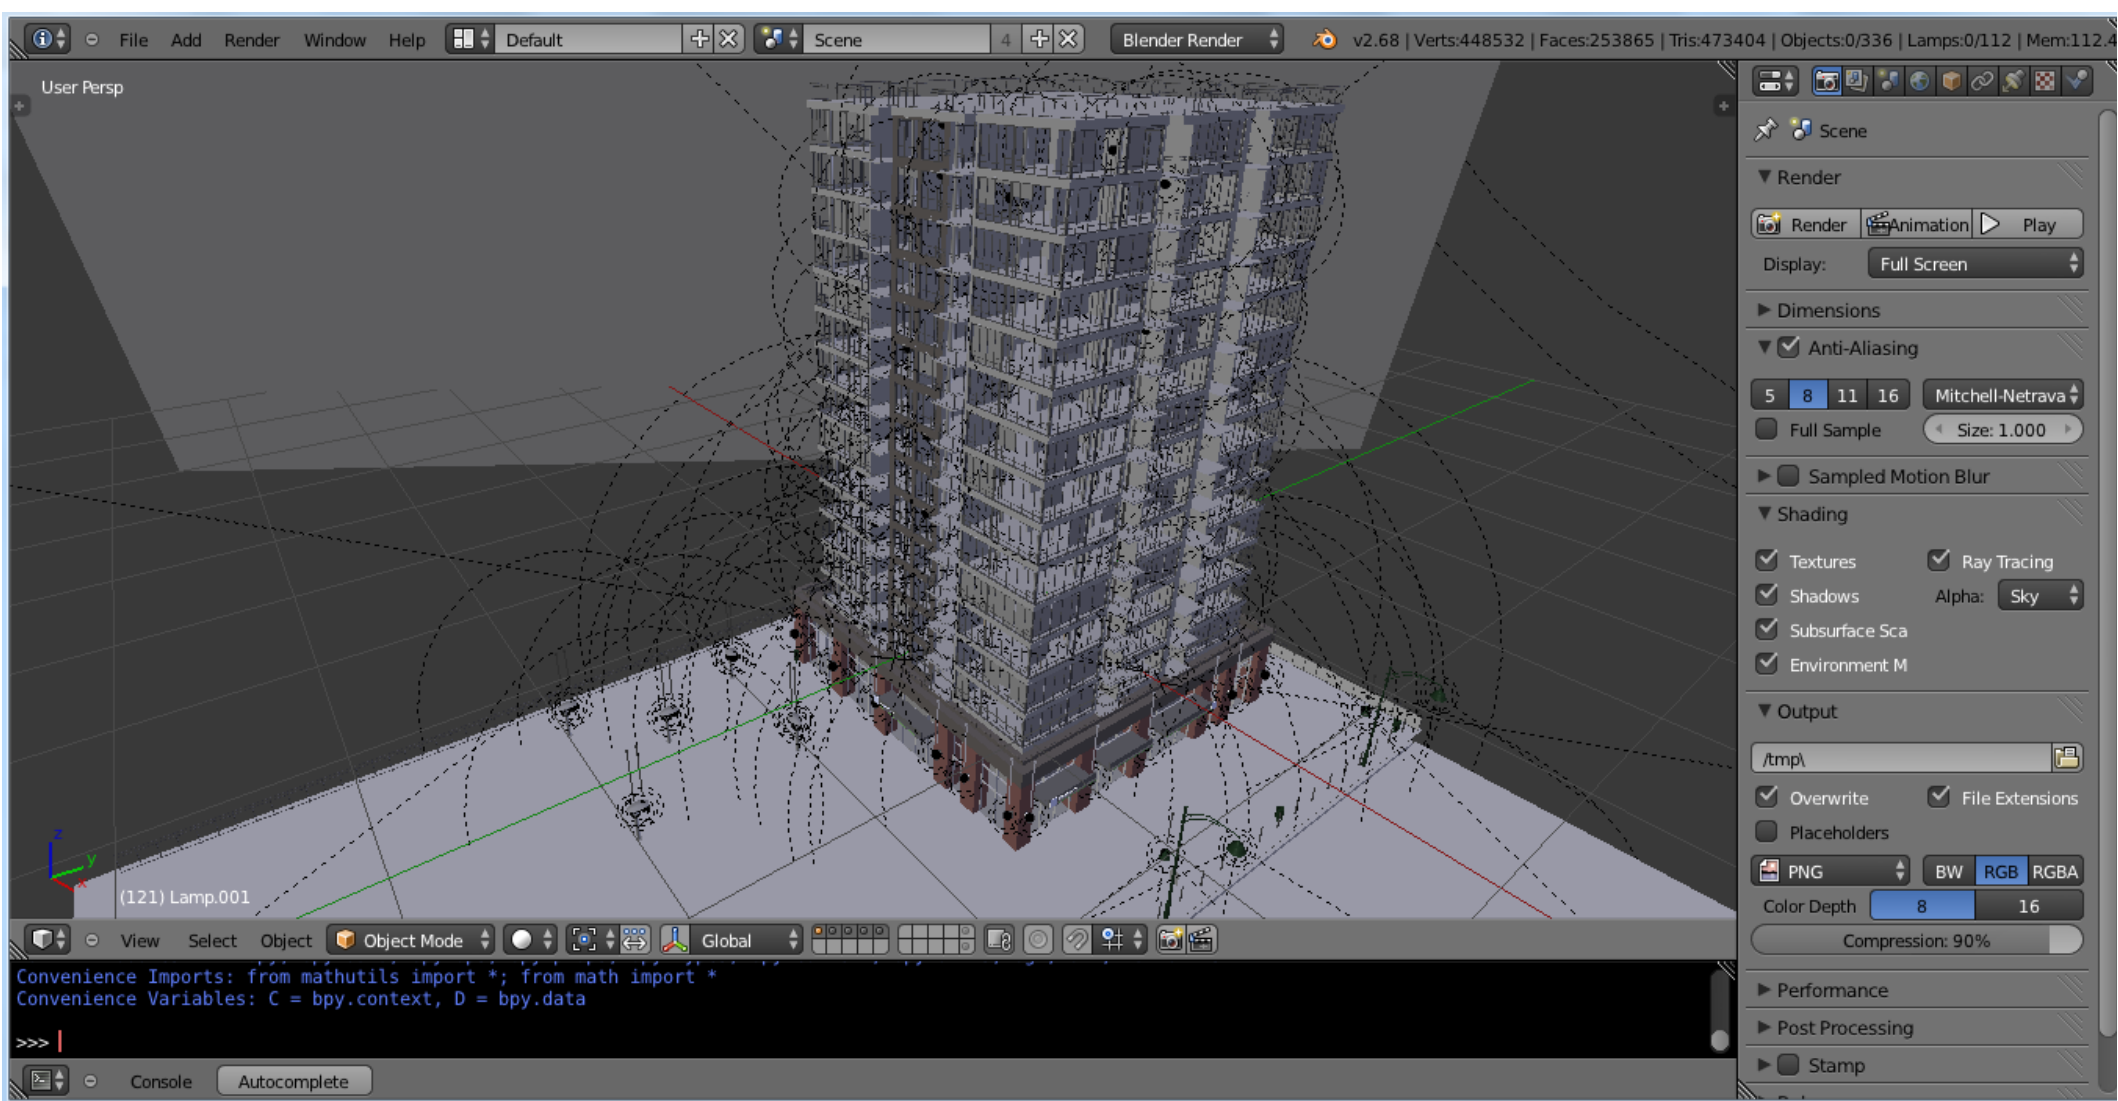 File Add Render Window Help Default Scene 4 Blender Render v2.68 | Verts:448532 | Faces:253865 | Tris:473404 | Objects:0/336 | Lamps:0/112 | Mem:112.4
User Persp
z
y
x
(121) Lamp.001
View Select Object Object Mode Global
Convenience Imports: from mathutils import *; from math import *
Convenience Variables: C = bpy.context, D = bpy.data
>>>
Console Autocomplete
Scene
Render
Render Animation Play
Display: Full Screen
Dimensions
Anti-Aliasing
5 8 11 16 Mitchell-Netrava
Full Sample Size: 1.000
Sampled Motion Blur
Shading
Textures Ray Tracing
Shadows Alpha: Sky
Subsurface Sca
Environment M
Output
/tmp\
Overwrite File Extensions
Placeholders
PNG BW RGB RGBA
Color Depth 8 16
Compression: 90%
Performance
Post Processing
Stamp